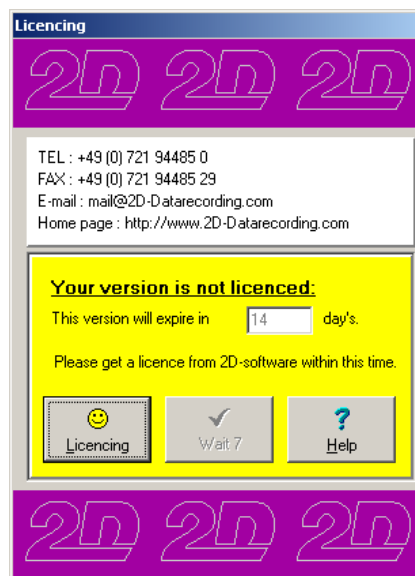 Licencing
2D 2D 2D
TEL : +49 (0) 721 94485 0
FAX : +49 (0) 721 94485 29
E-mail : mail@2D-Datarecording.com
Home page : http://www.2D-Datarecording.com
Your version is not licenced:
This version will expire in 14 day's.
Please get a licence from 2D-software within this time.
Licencing Wait 7 Help
2D 2D 2D